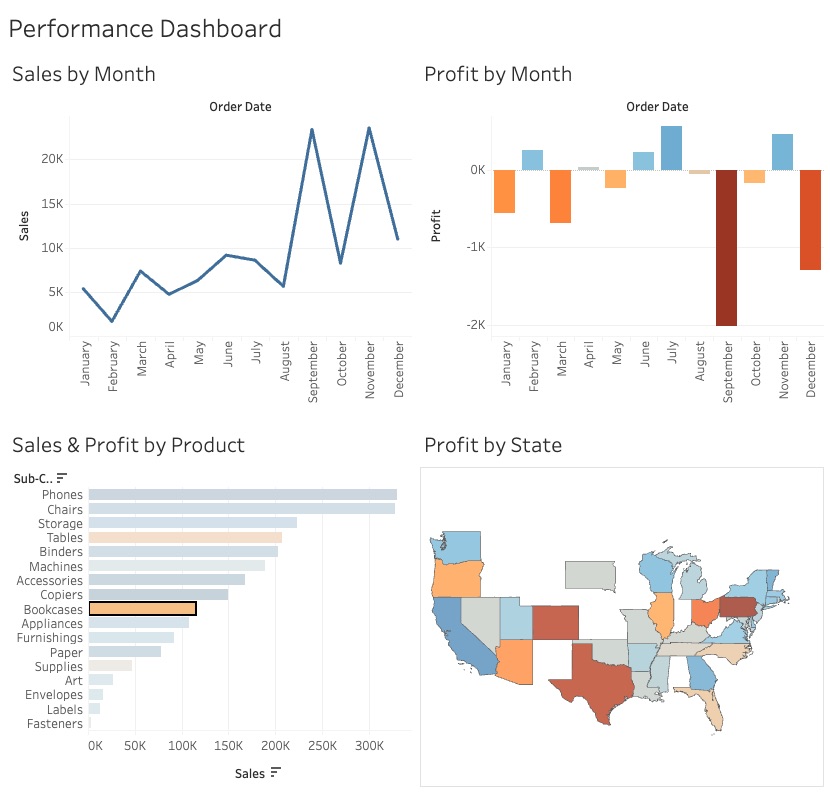 Performance Dashboard
Sales by Month
Order Date
Sales
20K
15K
10K
5K
0K
January
February
March
April
May
June
July
August
September
October
November
December
Profit by Month
Order Date
Profit
0K
-1K
-2K
January
February
March
April
May
June
July
August
September
October
November
December
Sales & Profit by Product
Sub-C..
Phones
Chairs
Storage
Tables
Binders
Machines
Accessories
Copiers
Bookcases
Appliances
Furnishings
Paper
Supplies
Art
Envelopes
Labels
Fasteners
0K 50K 100K 150K 200K 250K 300K
Sales
Profit by State